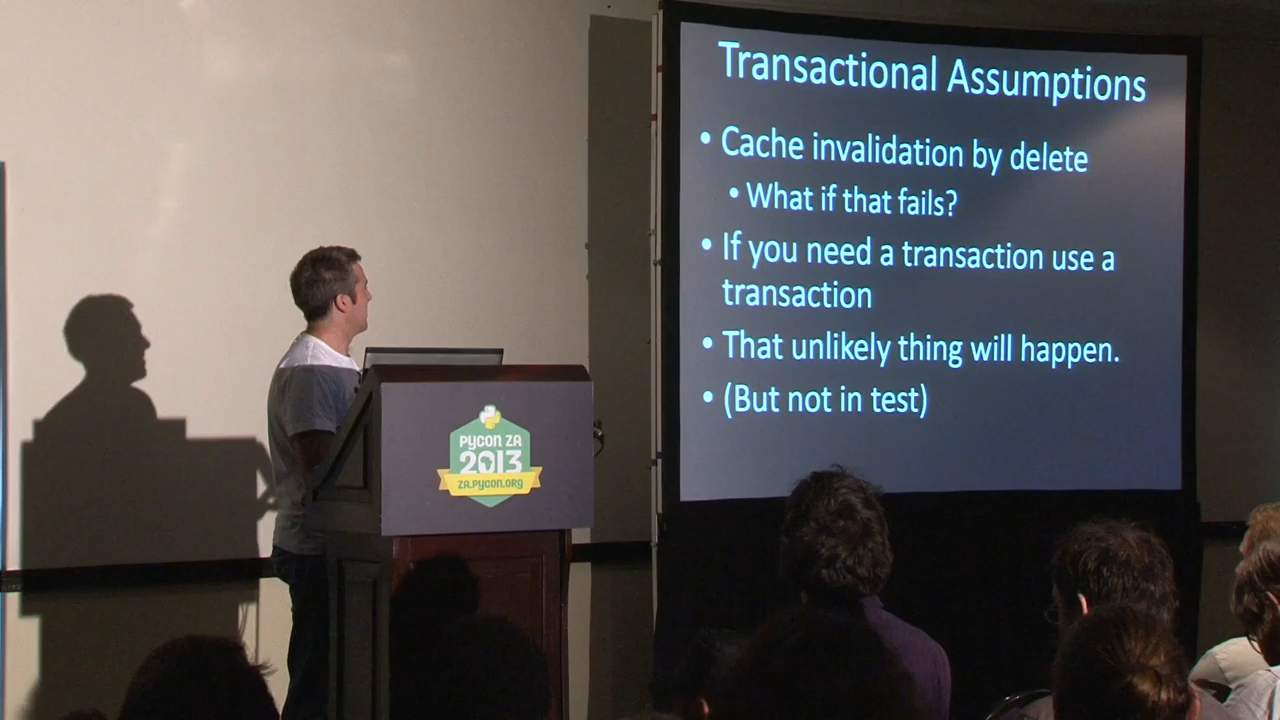 Transactional Assumptions
• Cache invalidation by delete
• What if that fails?
• If you need a transaction use a
transaction
• That unlikely thing will happen.
• (But not in test)
PYCON ZA
2013
ZA.PYCON.ORG